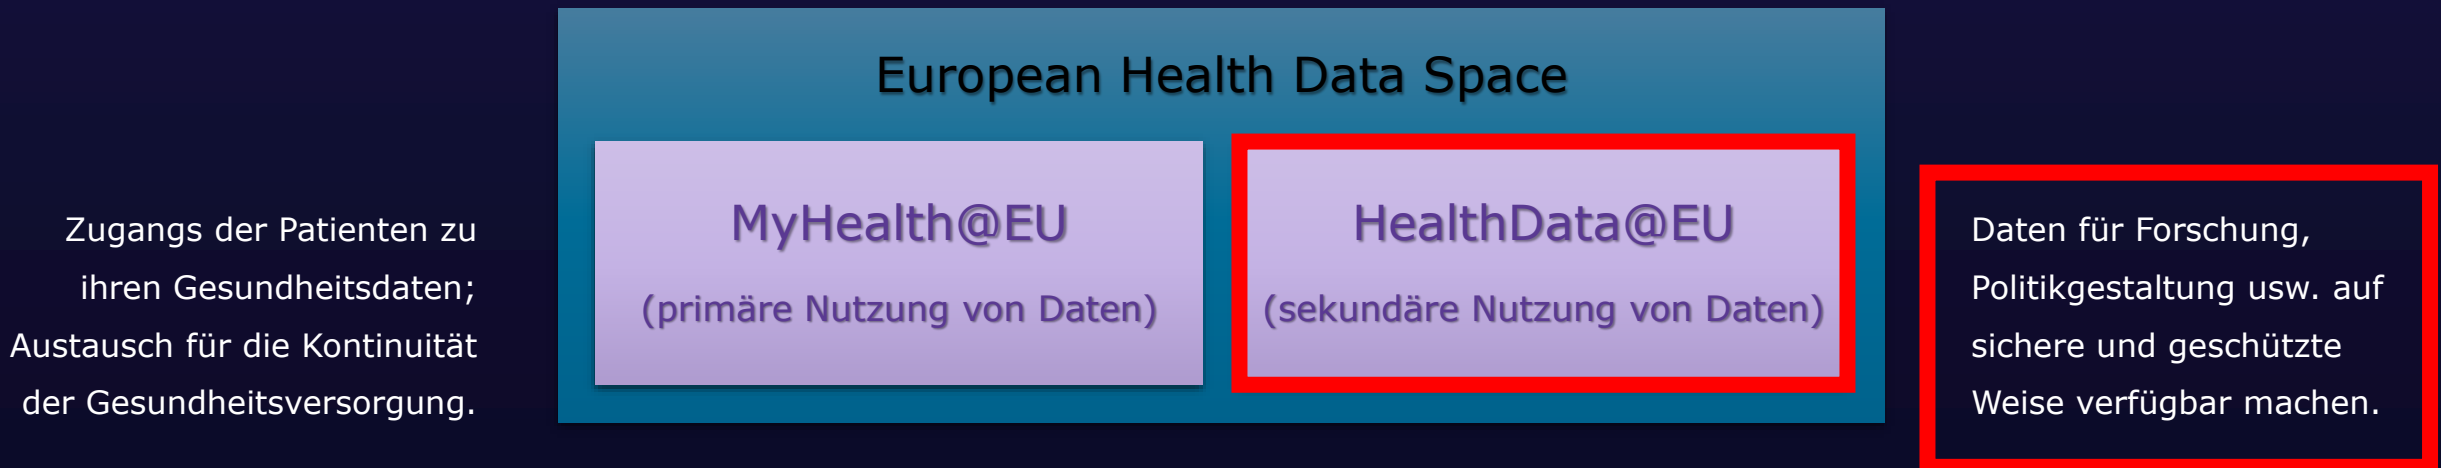 European Health Data Space
Zugangs der Patienten zu
ihren Gesundheitsdaten;
Austausch für die Kontinuität
der Gesundheitsversorgung.
MyHealth@EU
(primäre Nutzung von Daten)
HealthData@EU
(sekundäre Nutzung von Daten)
Daten für Forschung,
Politikgestaltung usw. auf
sichere und geschützte
Weise verfügbar machen.